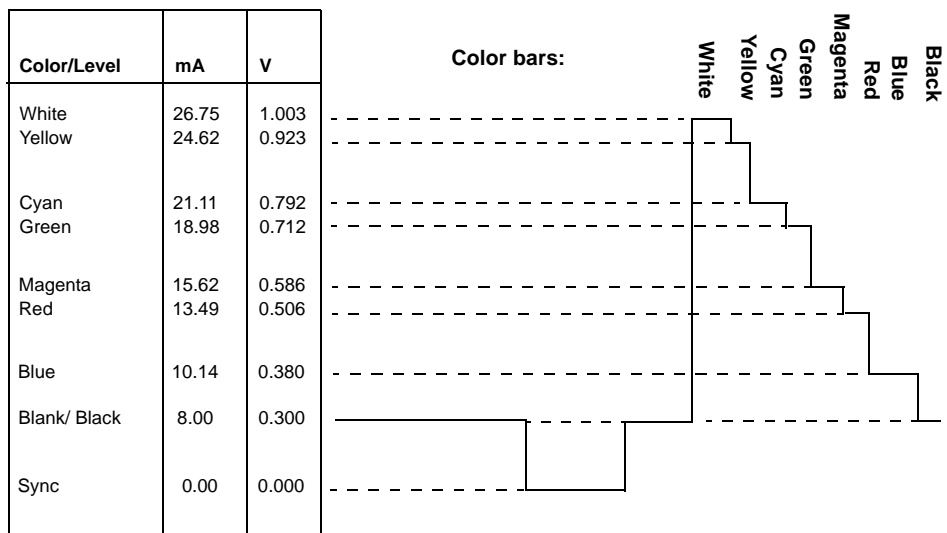 Color/Level mA V
Color bars:
White
Yellow
Cyan
Green
Magenta
Red
Blue
Black
White 26.75 1.003
Yellow 24.62 0.923
Cyan 21.11 0.792
Green 18.98 0.712
Magenta 15.62 0.586
Red 13.49 0.506
Blue 10.14 0.380
Blank/ Black 8.00 0.300
Sync 0.00 0.000